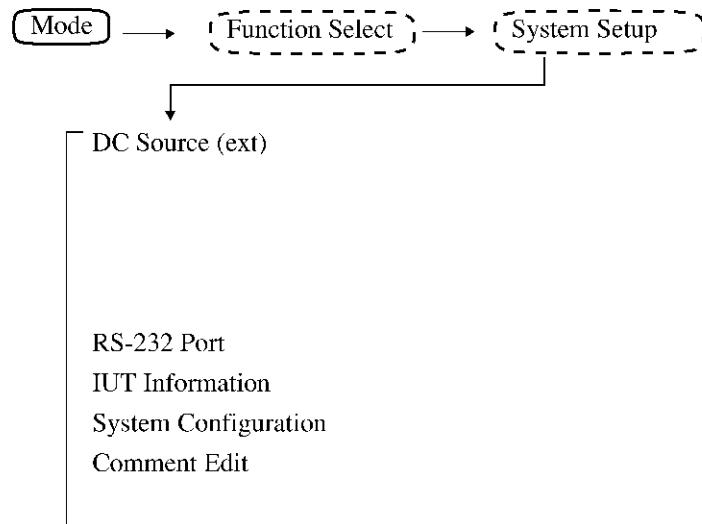 Mode Function Select System Setup
DC Source (ext)
RS-232 Port
IUT Information
System Configuration
Comment Edit